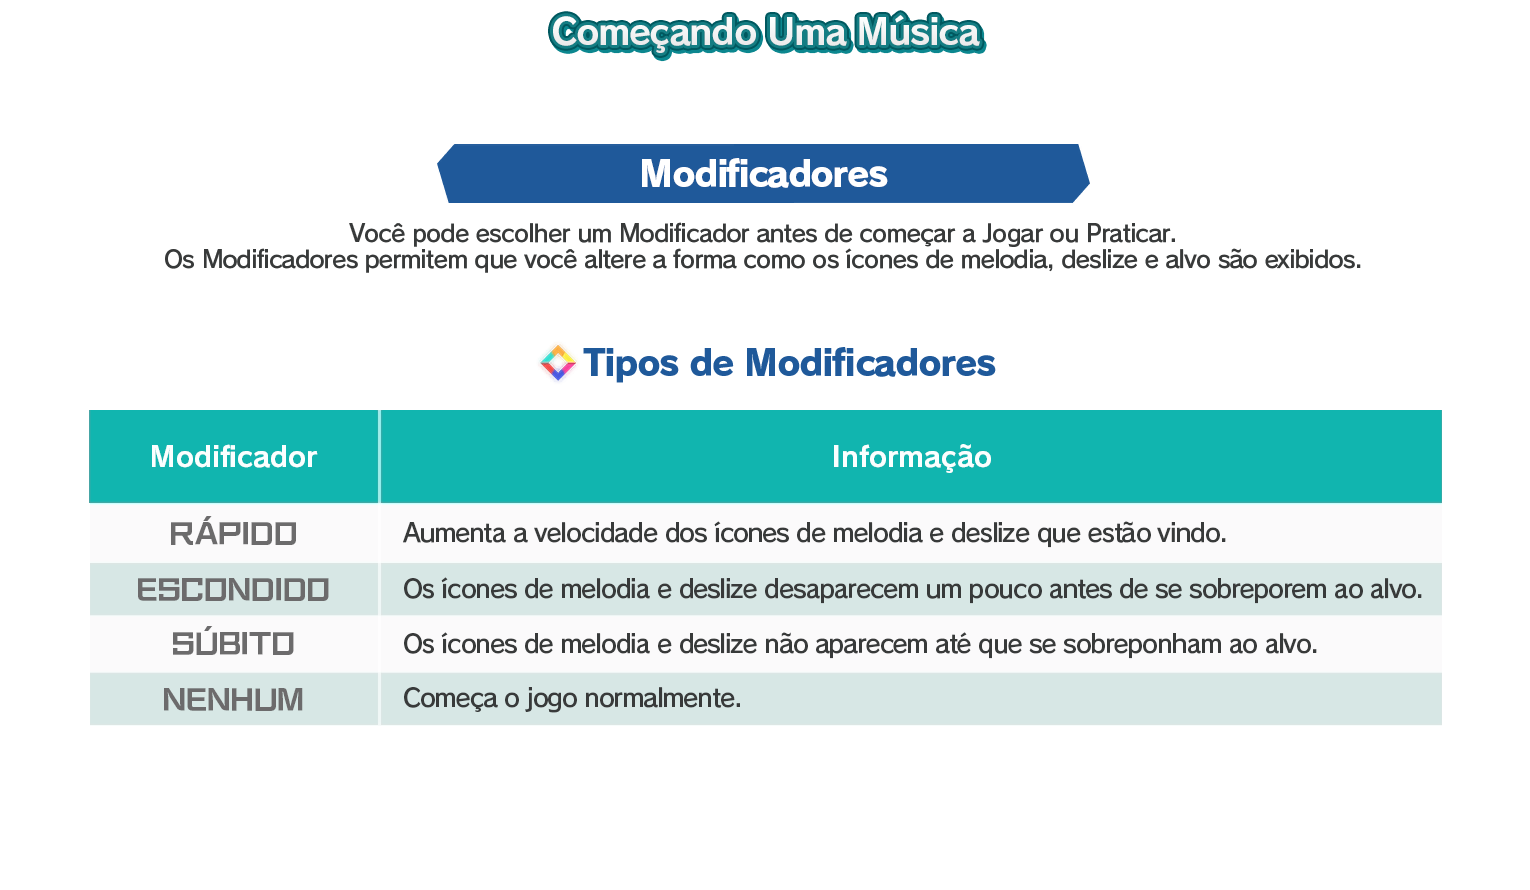 Começando Uma Música
Modificadores
Você pode escolher um Modificador antes de começar a Jogar ou Praticar.
Os Modificadores permitem que você altere a forma como os ícones de melodia, deslize e alvo são exibidos.
Tipos de Modificadores
Modificador Informação
RÁPIDO Aumenta a velocidade dos ícones de melodia e deslize que estão vindo.
ESCONDIDO Os ícones de melodia e deslize desaparecem um pouco antes de se sobreporem ao alvo.
SÚBITO Os ícones de melodia e deslize não aparecem até que se sobreponham ao alvo.
NENHUM Começa o jogo normalmente.